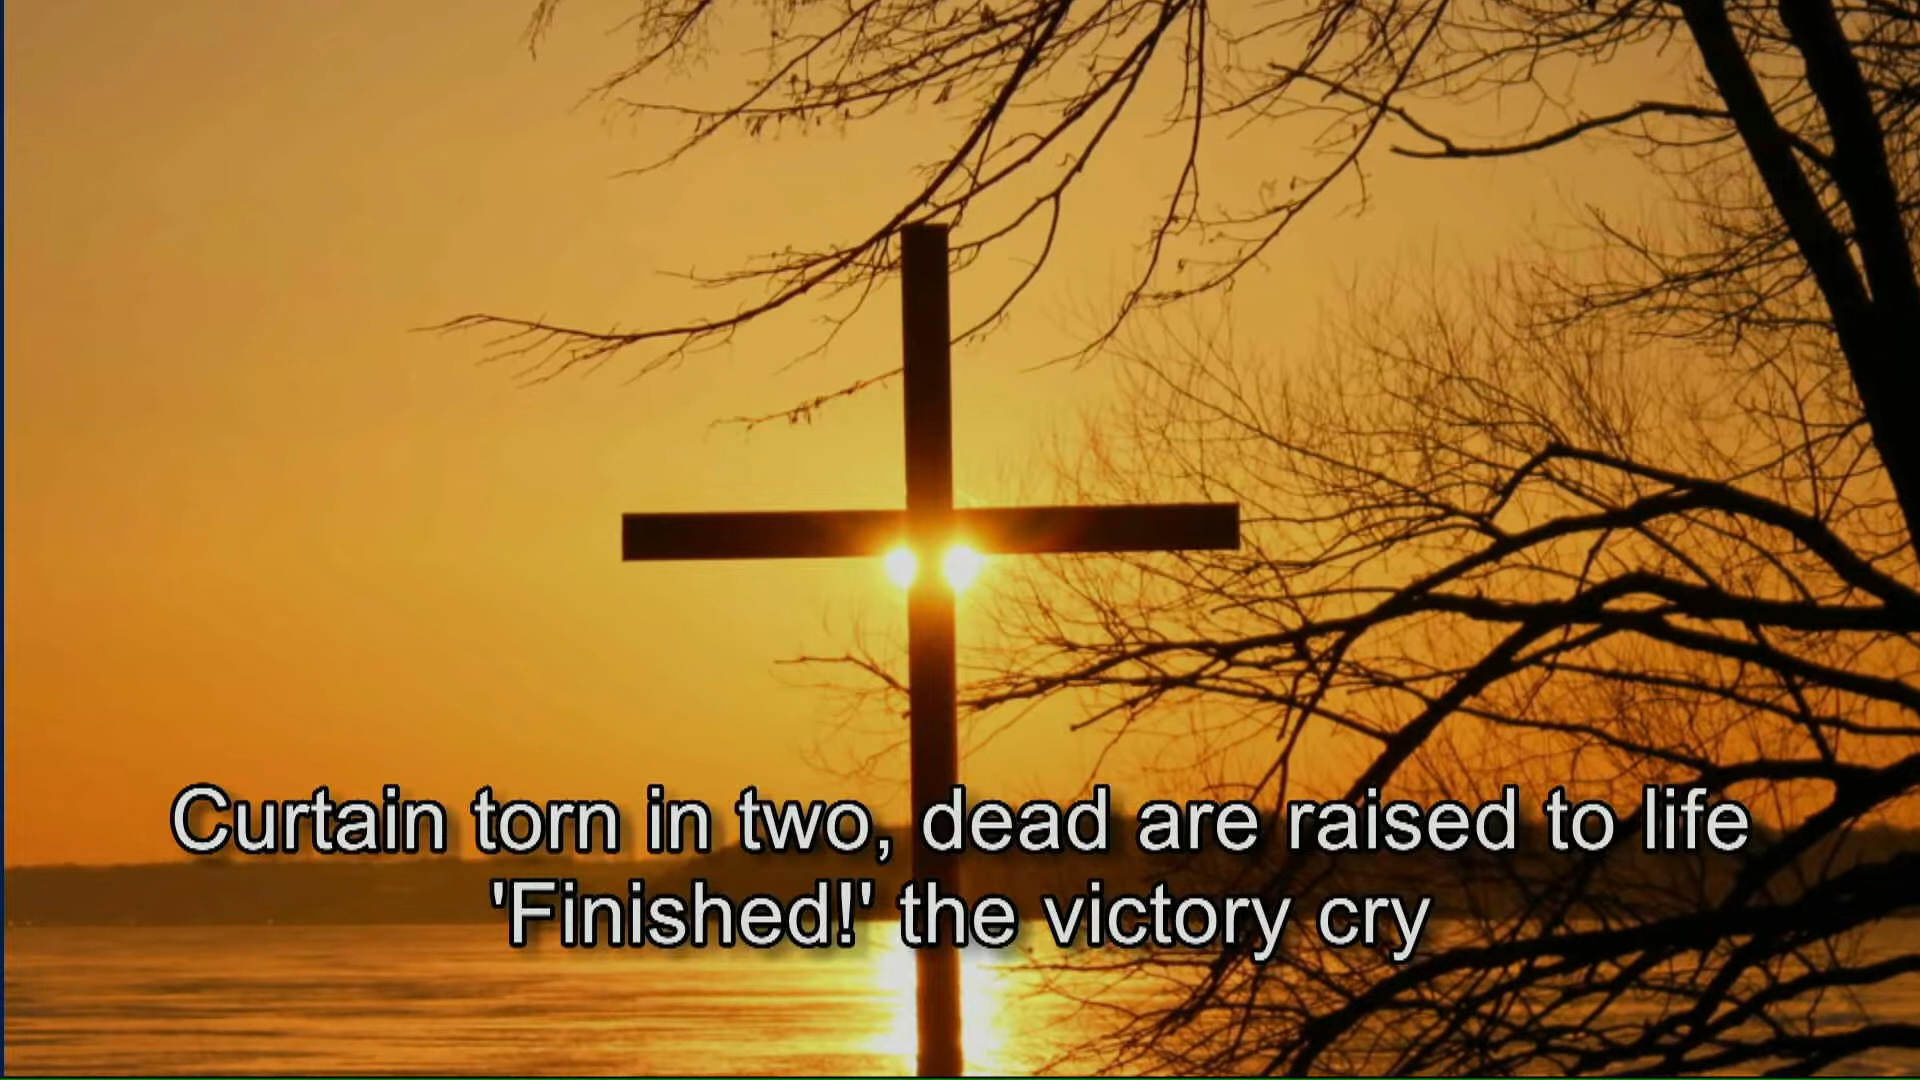 Curtain torn in two, dead are raised to life
'Finished!' the victory cry